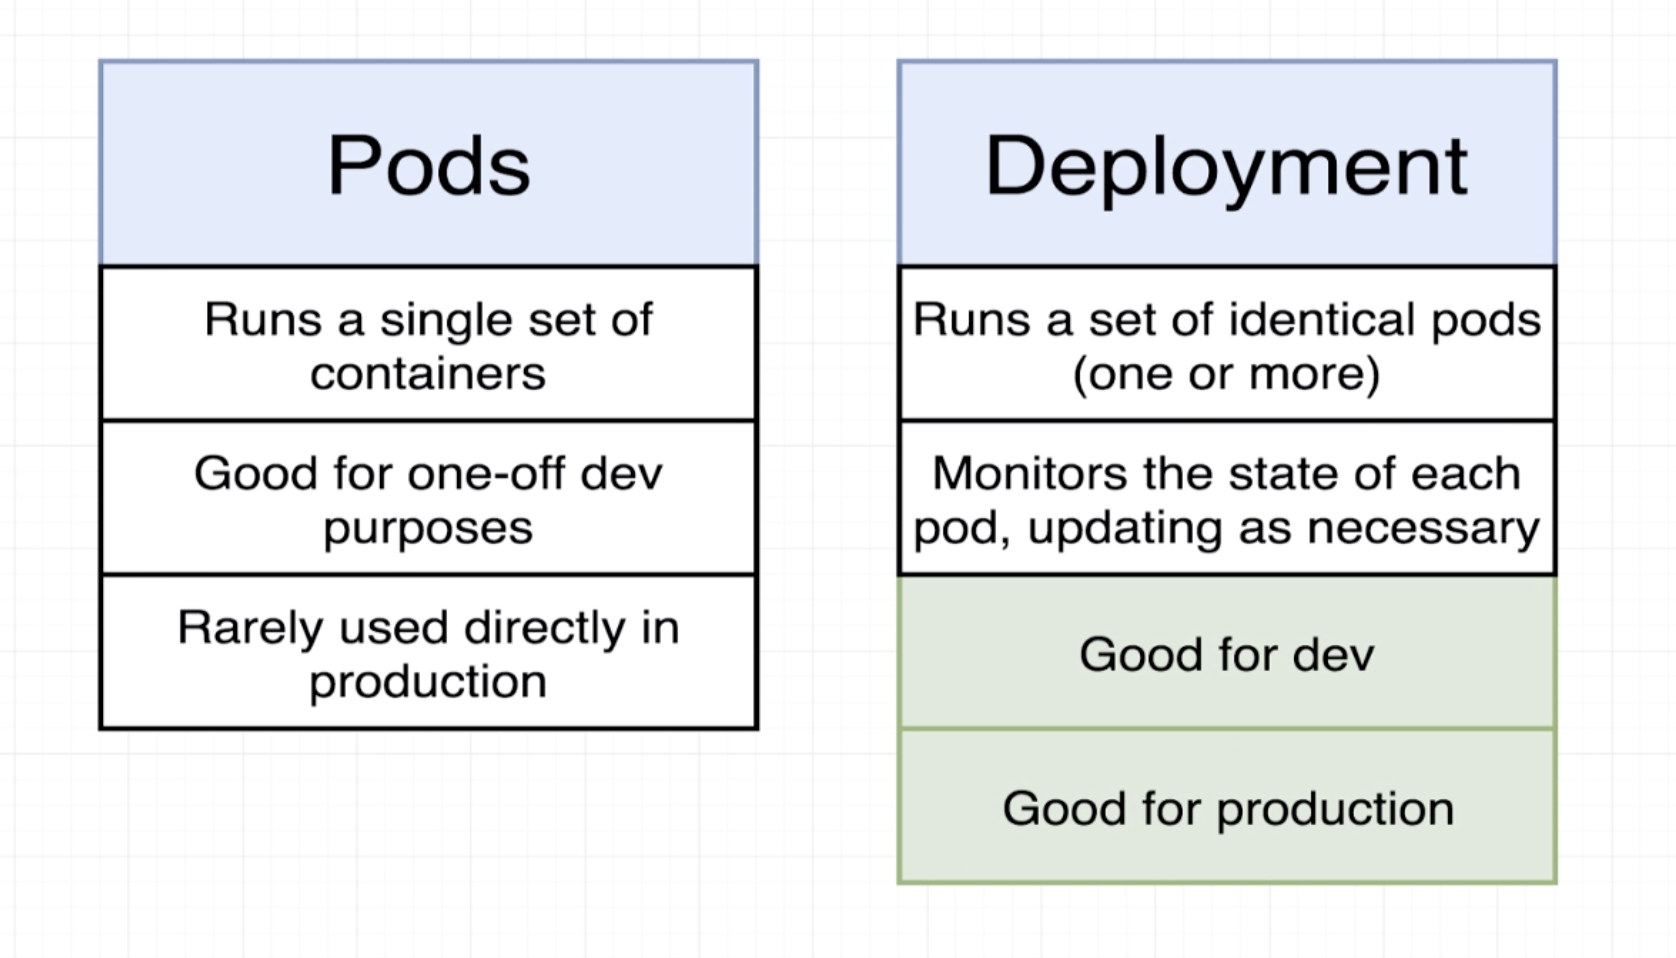 Pods
Runs a single set of
containers
Good for one-off dev
purposes
Rarely used directly in
production
Deployment
Runs a set of identical pods
(one or more)
Monitors the state of each
pod, updating as necessary
Good for dev
Good for production